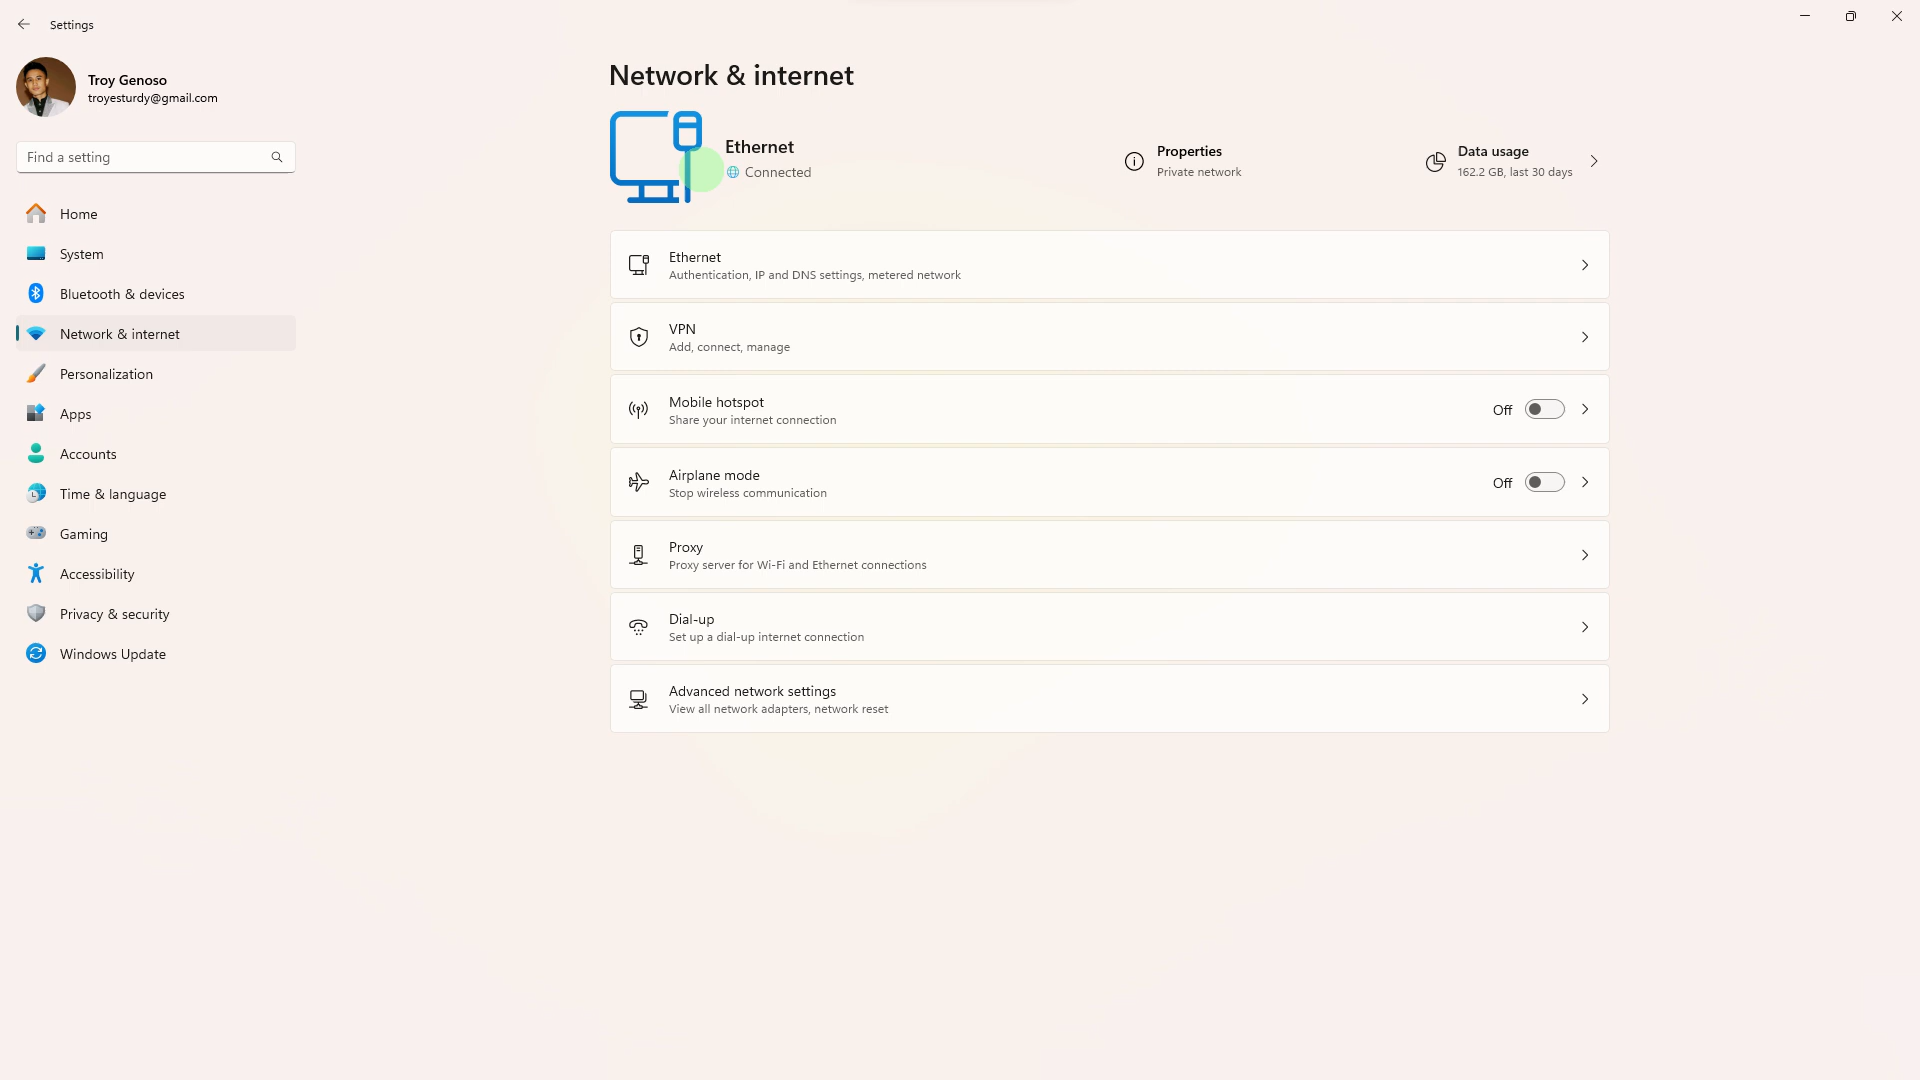 Settings
Troy Genoso
troyesturdy@gmail.com
Find a setting
Home
System
Bluetooth & devices
Network & internet
Personalization
Apps
Accounts
Time & language
Gaming
Accessibility
Privacy & security
Windows Update
Network & internet
Ethernet
Connected
Properties
Private network
Data usage
162.2 GB, last 30 days
Ethernet
Authentication, IP and DNS settings, metered network
VPN
Add, connect, manage
Mobile hotspot
Share your internet connection
Off
Airplane mode
Stop wireless communication
Off
Proxy
Proxy server for Wi-Fi and Ethernet connections
Dial-up
Set up a dial-up internet connection
Advanced network settings
View all network adapters, network reset